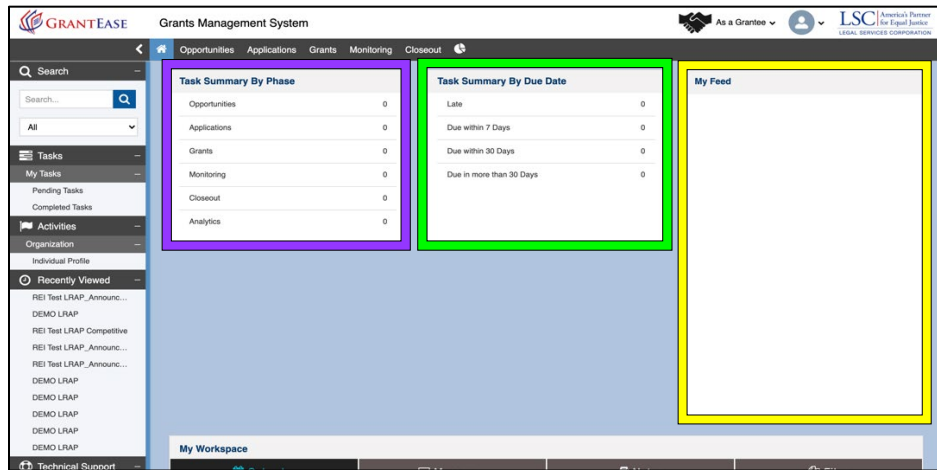 GRANTEASE
Grants Management System
As a Grantee
LSC America's Partner for Equal Justice
LEGAL SERVICES CORPORATION
Opportunities Applications Grants Monitoring Closeout
Search
Search...
All
Tasks
My Tasks
Pending Tasks
Completed Tasks
Activities
Organization
Individual Profile
Recently Viewed
REI Test LRAP_Announc...
DEMO LRAP
REI Test LRAP Competitive
REI Test LRAP_Announc...
REI Test LRAP_Announc...
DEMO LRAP
DEMO LRAP
DEMO LRAP
DEMO LRAP
DEMO LRAP
Technical Support
Task Summary By Phase
Opportunities 0
Applications 0
Grants 0
Monitoring 0
Closeout 0
Analytics 0
Task Summary By Due Date
Late 0
Due within 7 Days 0
Due within 30 Days 0
Due in more than 30 Days 0
My Feed
My Workspace